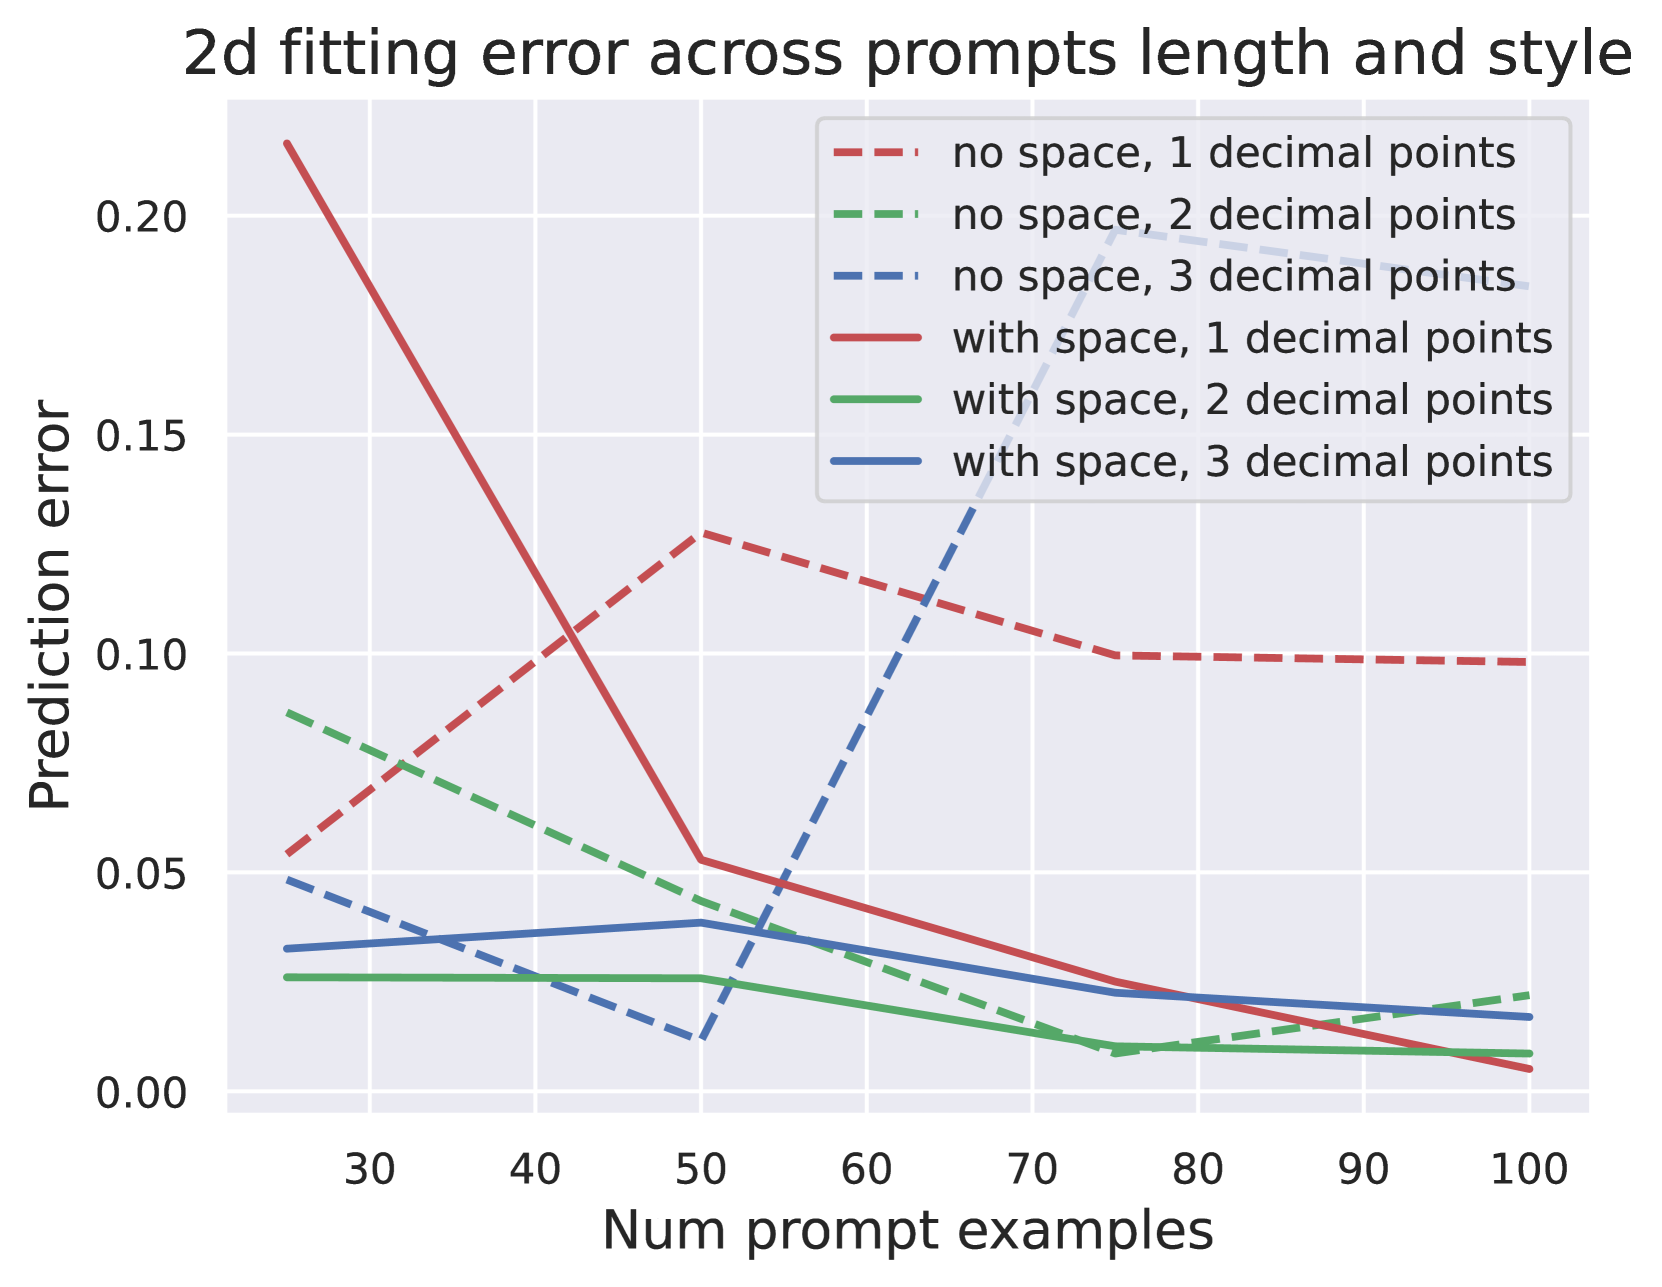 2d fitting error across prompts length and style
no space, 1 decimal points
no space, 2 decimal points
no space, 3 decimal points
with space, 1 decimal points
with space, 2 decimal points
with space, 3 decimal points
Prediction error
0.20
0.15
0.10
0.05
0.00
30 40 50 60 70 80 90 100
Num prompt examples